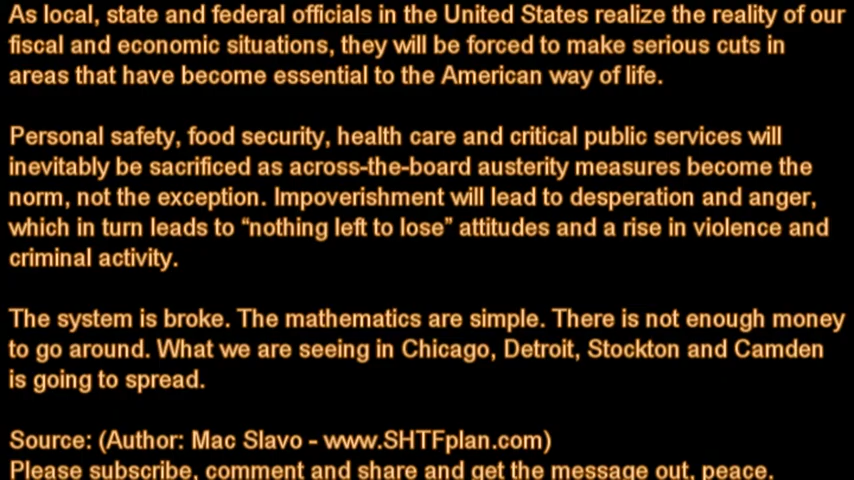 As local, state and federal officials in the United States realize the reality of our
fiscal and economic situations, they will be forced to make serious cuts in
areas that have become essential to the American way of life.
Personal safety, food security, health care and critical public services will
inevitably be sacrificed as across-the-board austerity measures become the
norm, not the exception. Impoverishment will lead to desperation and anger,
which in turn leads to “nothing left to lose” attitudes and a rise in violence and
criminal activity.
The system is broke. The mathematics are simple. There is not enough money
to go around. What we are seeing in Chicago, Detroit, Stockton and Camden
is going to spread.
Source: (Author: Mac Slavo - www.SHTFplan.com)
Please subscribe, comment and share and get the message out, peace.